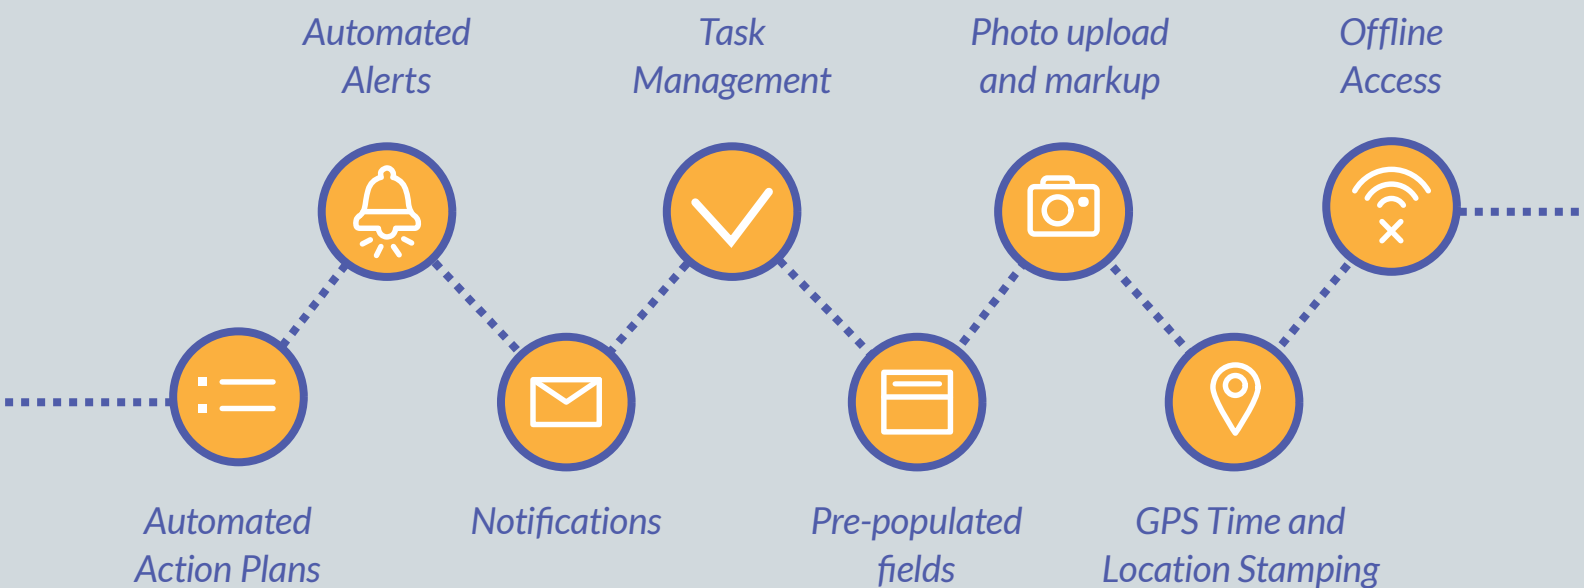 Automated
Alerts
Task
Management
Photo upload
and markup
Offline
Access
Automated
Action Plans
Notifications
Pre-populated
fields
GPS Time and
Location Stamping